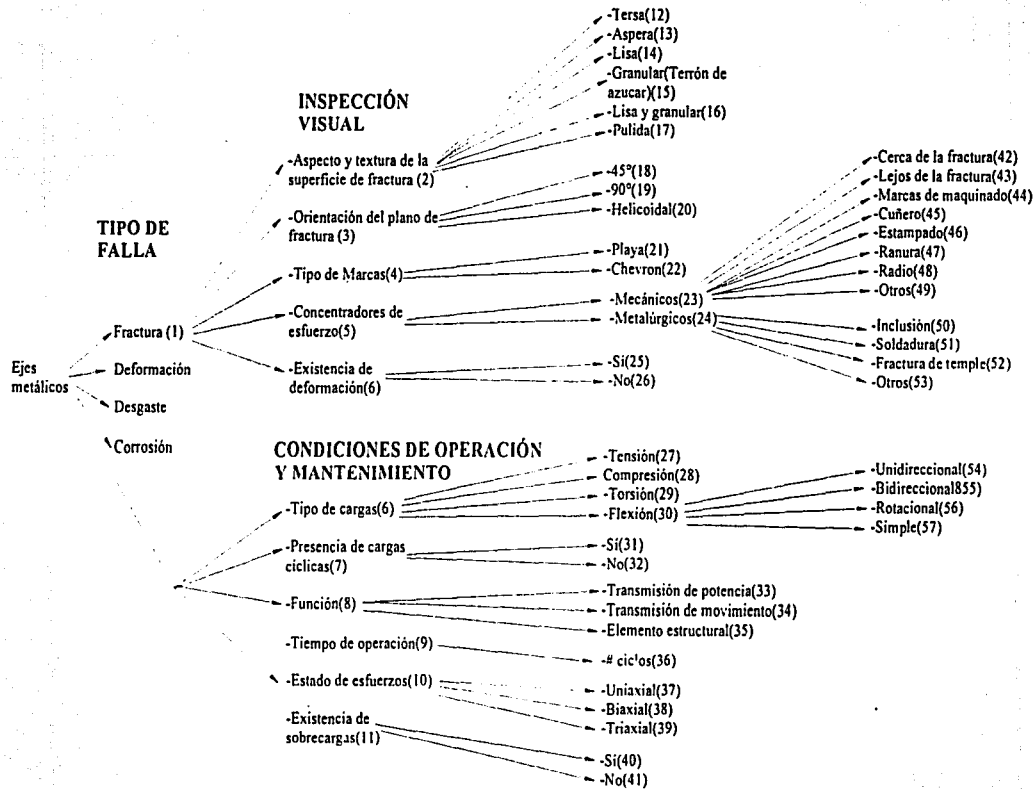 Ejes
metálicos
TIPO DE
FALLA
Fractura (1)
Deformación
Desgaste
Corrosión
INSPECCIÓN
VISUAL
-Aspecto y textura de la
superficie de fractura (2)
-Orientación del plano de
fractura (3)
-Tipo de Marcas(4)
-Concentradores de
esfuerzo(5)
-Existencia de
deformación(6)
-Tersa(12)
-Aspera(13)
-Lisa(14)
-Granular(Terrón de
azucar)(15)
-Lisa y granular(16)
-Pulida(17)
-45º(18)
-90º(19)
-Helicoidal(20)
-Playa(21)
-Chevron(22)
-Mecánicos(23)
-Metalúrgicos(24)
-Si(25)
-No(26)
-Cerca de la fractura(42)
-Lejos de la fractura(43)
-Marcas de maquinado(44)
-Cuñero(45)
-Estampado(46)
-Ranura(47)
-Radio(48)
-Otros(49)
-Inclusión(50)
-Soldadura(51)
-Fractura de temple(52)
-Otros(53)
CONDICIONES DE OPERACIÓN
Y MANTENIMIENTO
-Tipo de cargas(6)
-Presencia de cargas
cíclicas(7)
-Función(8)
-Tiempo de operación(9)
-Estado de esfuerzos(10)
-Existencia de
sobrecargas(11)
-Tensión(27)
Compresión(28)
-Torsión(29)
-Flexión(30)
-Si(31)
-No(32)
-Transmisión de potencia(33)
-Transmisión de movimiento(34)
-Elemento estructural(35)
-# ciclos(36)
-Uniaxial(37)
-Biaxial(38)
-Triaxial(39)
-Si(40)
-No(41)
-Unidireccional(54)
-Bidireccional855)
-Rotacional(56)
-Simple(57)